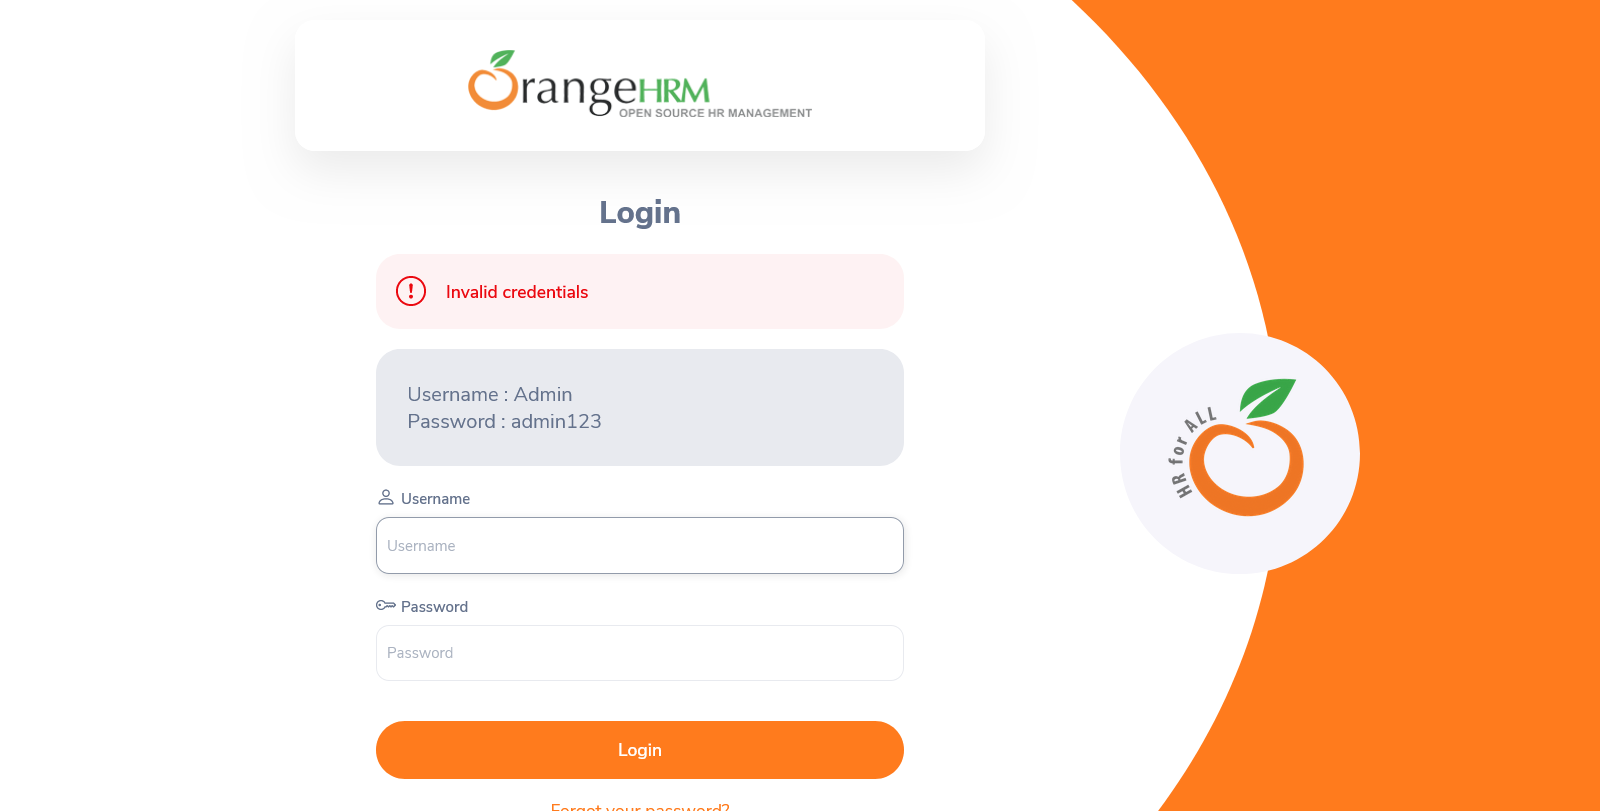 OrangeHRM
OPEN SOURCE HR MANAGEMENT
Login
Invalid credentials
Username : Admin
Password : admin123
Username
Username
Password
Password
Login
Forgot your password?
HR for ALL